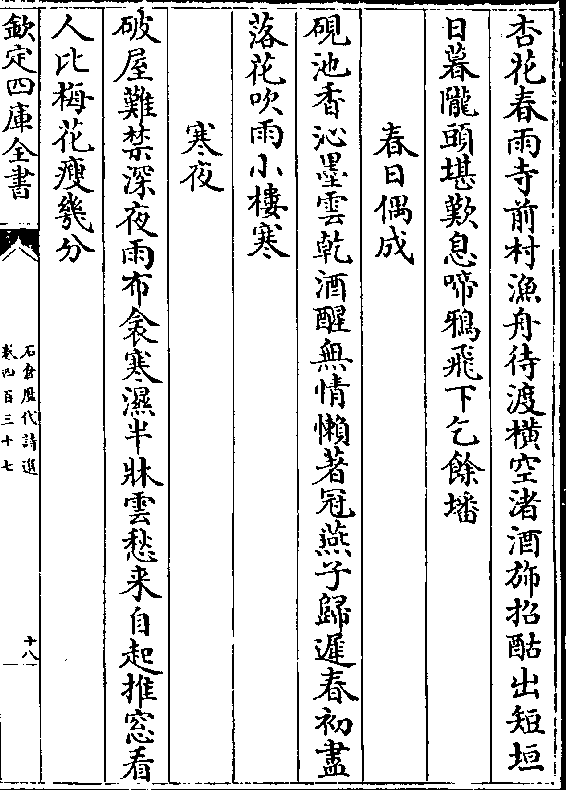 杏花春雨寺前村漁舟待渡橫空渚酒斾招酤出短垣
日暮隴頭堪歎息啼鴉飛下乞餘墦
春日偶成
硯池香沁墨雲乾酒醒無情懶著冠燕子歸遲春初盡
落花吹雨小樓寒
寒夜
破屋難禁深夜雨布衾寒濕半牀雲愁来自起推窓看
人比梅花瘦幾分
欽定四庫全書
石倉歷代詩選
卷四百三十七
十八